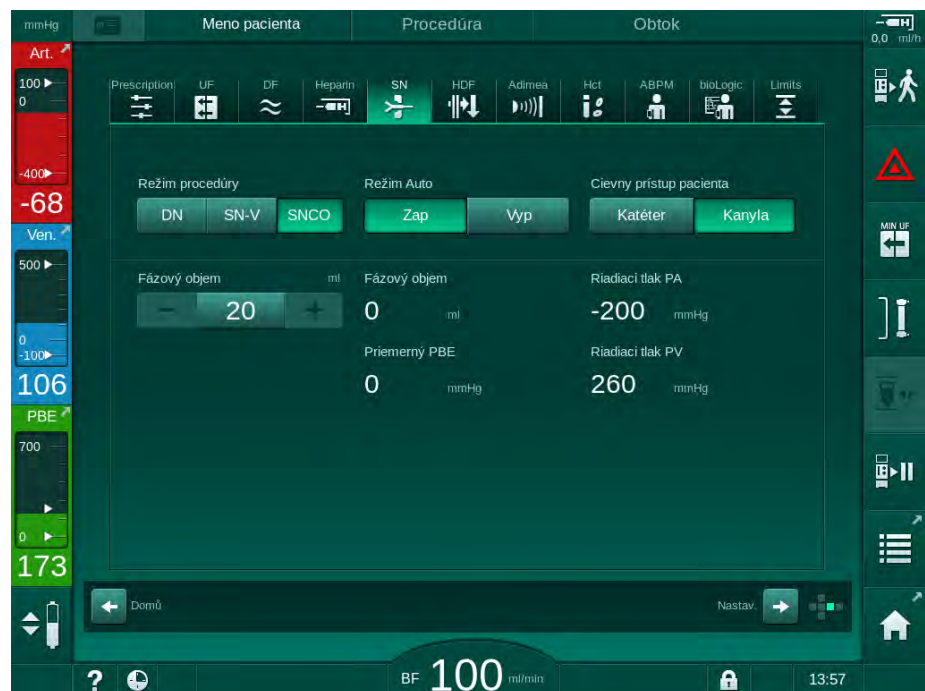 mmHg
Meno pacienta
Procedúra
Obtok
0,0 ml/h
Art.
100
0
-400
-68
Ven.
500
0
-100
106
PBE
700
0
173
Prescription
UF
DF
Heparin
SN
HDF
Adimea
Hct
ABPM
bioLogic
Limits
Režim procedúry
Režim Auto
Cievny prístup pacienta
DN
SN-V
SNCO
Zap
Vyp
Katéter
Kanyla
Fázový objem
ml
Fázový objem
Riadiaci tlak PA
− 20 +
0 ml
-200 mmHg
Priemerný PBE
Riadiaci tlak PV
0 mmHg
260 mmHg
MIN UF
Domů
Nastav.
?
BF 100 ml/min
13:57